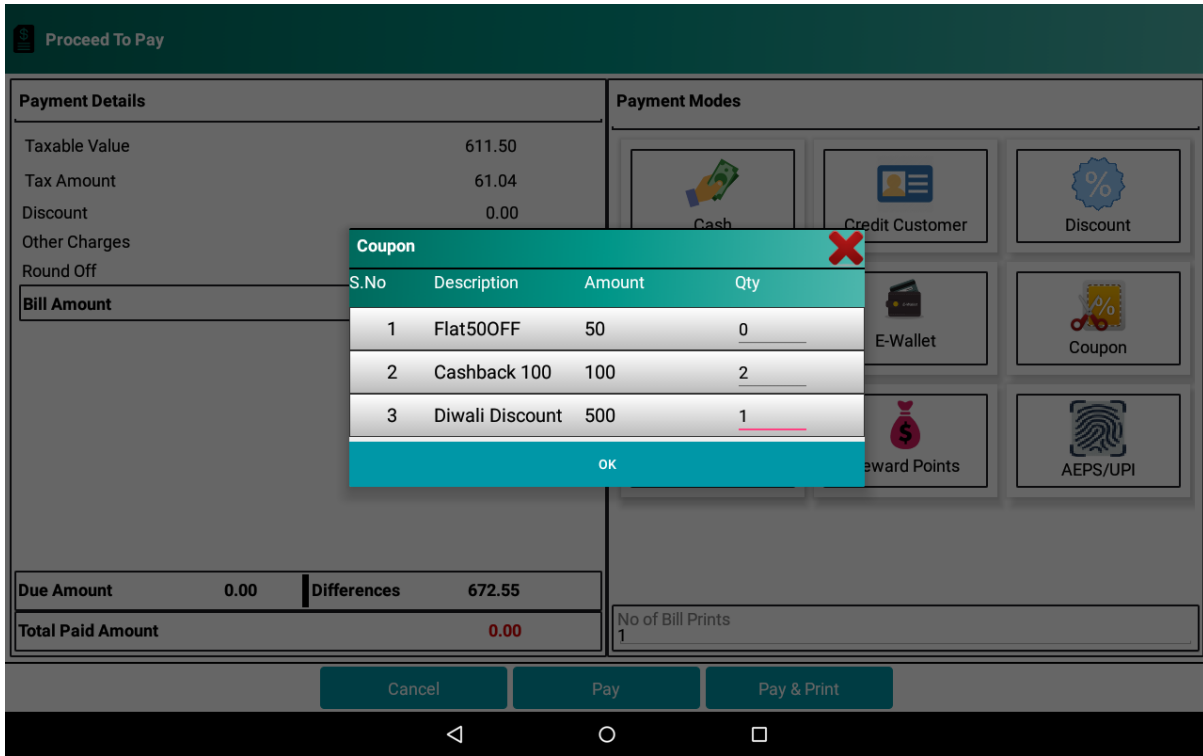 Proceed To Pay
Payment Details
Taxable Value 611.50
Tax Amount 61.04
Discount 0.00
Other Charges
Round Off
Bill Amount
Due Amount 0.00 Differences 672.55
Total Paid Amount 0.00
Payment Modes
Cash Credit Customer Discount
E-Wallet Coupon
eward Points AEPS/UPI
No of Bill Prints
1
Coupon
S.No Description Amount Qty
1 Flat50OFF 50 0
2 Cashback 100 100 2
3 Diwali Discount 500 1
OK
Cancel Pay Pay & Print